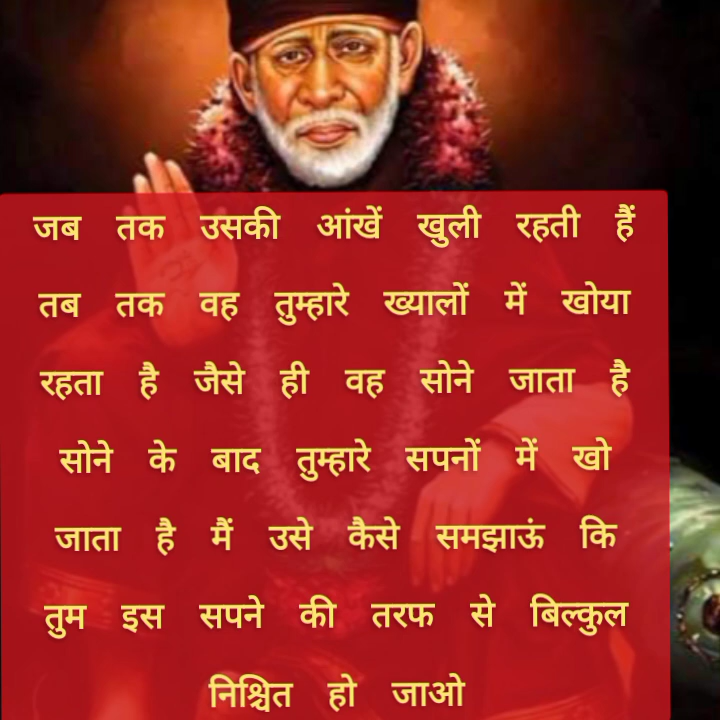 जब तक उसकी आंखें खुली रहती हैं
तब तक वह तुम्हारे ख्यालों में खोया
रहता है जैसे ही वह सोने जाता है
सोने के बाद तुम्हारे सपनों में खो
जाता है मैं उसे कैसे समझाऊं कि
तुम इस सपने की तरफ से बिल्कुल
निश्चित हो जाओ